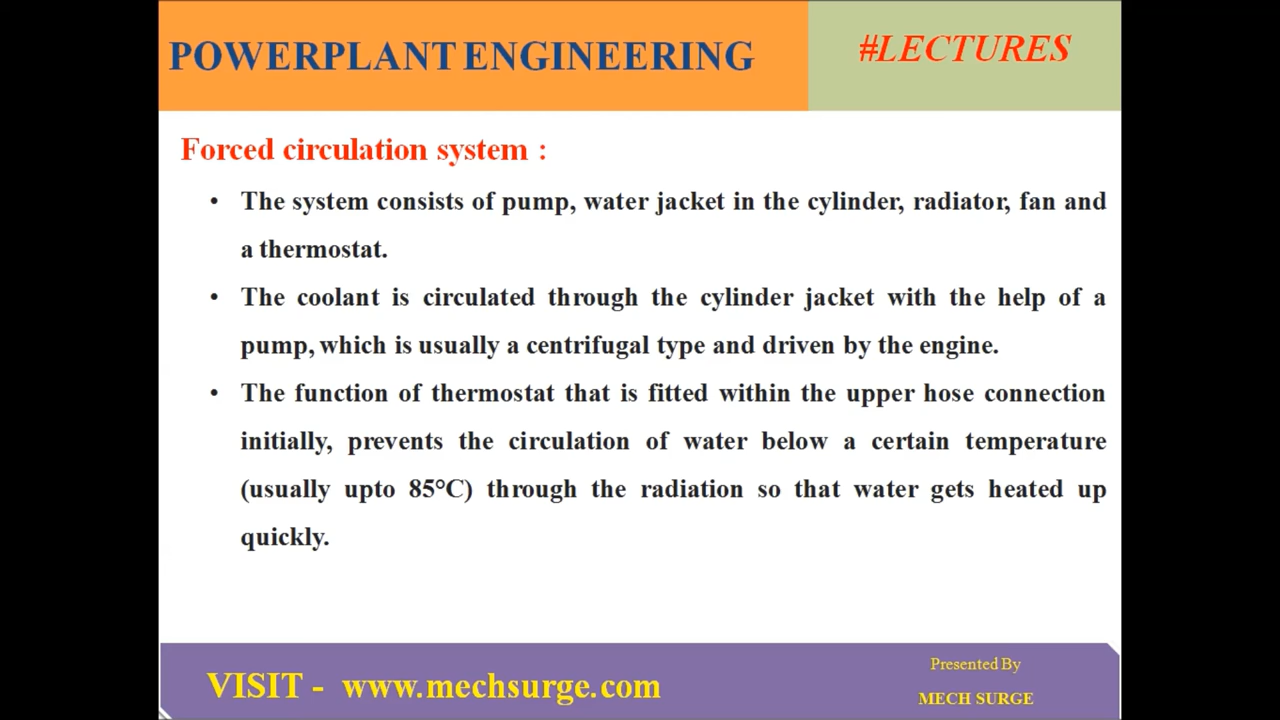 POWERPLANT ENGINEERING
#LECTURES
Forced circulation system :
• The system consists of pump, water jacket in the cylinder, radiator, fan and
a thermostat.
• The coolant is circulated through the cylinder jacket with the help of a
pump, which is usually a centrifugal type and driven by the engine.
• The function of thermostat that is fitted within the upper hose connection
initially, prevents the circulation of water below a certain temperature
(usually upto 85°C) through the radiation so that water gets heated up
quickly.
VISIT - www.mechsurge.com
Presented By
MECH SURGE